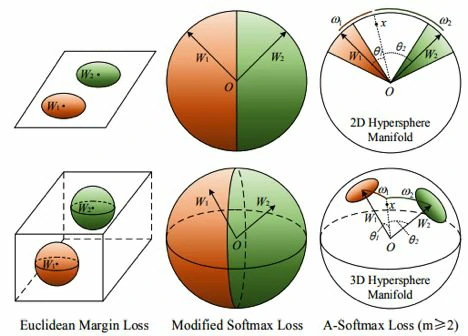 ω₁
x
ω₂
W₁
W₂
W₁
W₂
θ₁
θ₂
W₂
W₁
O
O
2D Hypersphere
Manifold
W₂
W₁
W₁
W₂
O
ω₁
ω₂
x
W₁
W₂
θ₁
θ₂
O
3D Hypersphere
Manifold
Euclidean Margin Loss
Modified Softmax Loss
A-Softmax Loss (m≥2)